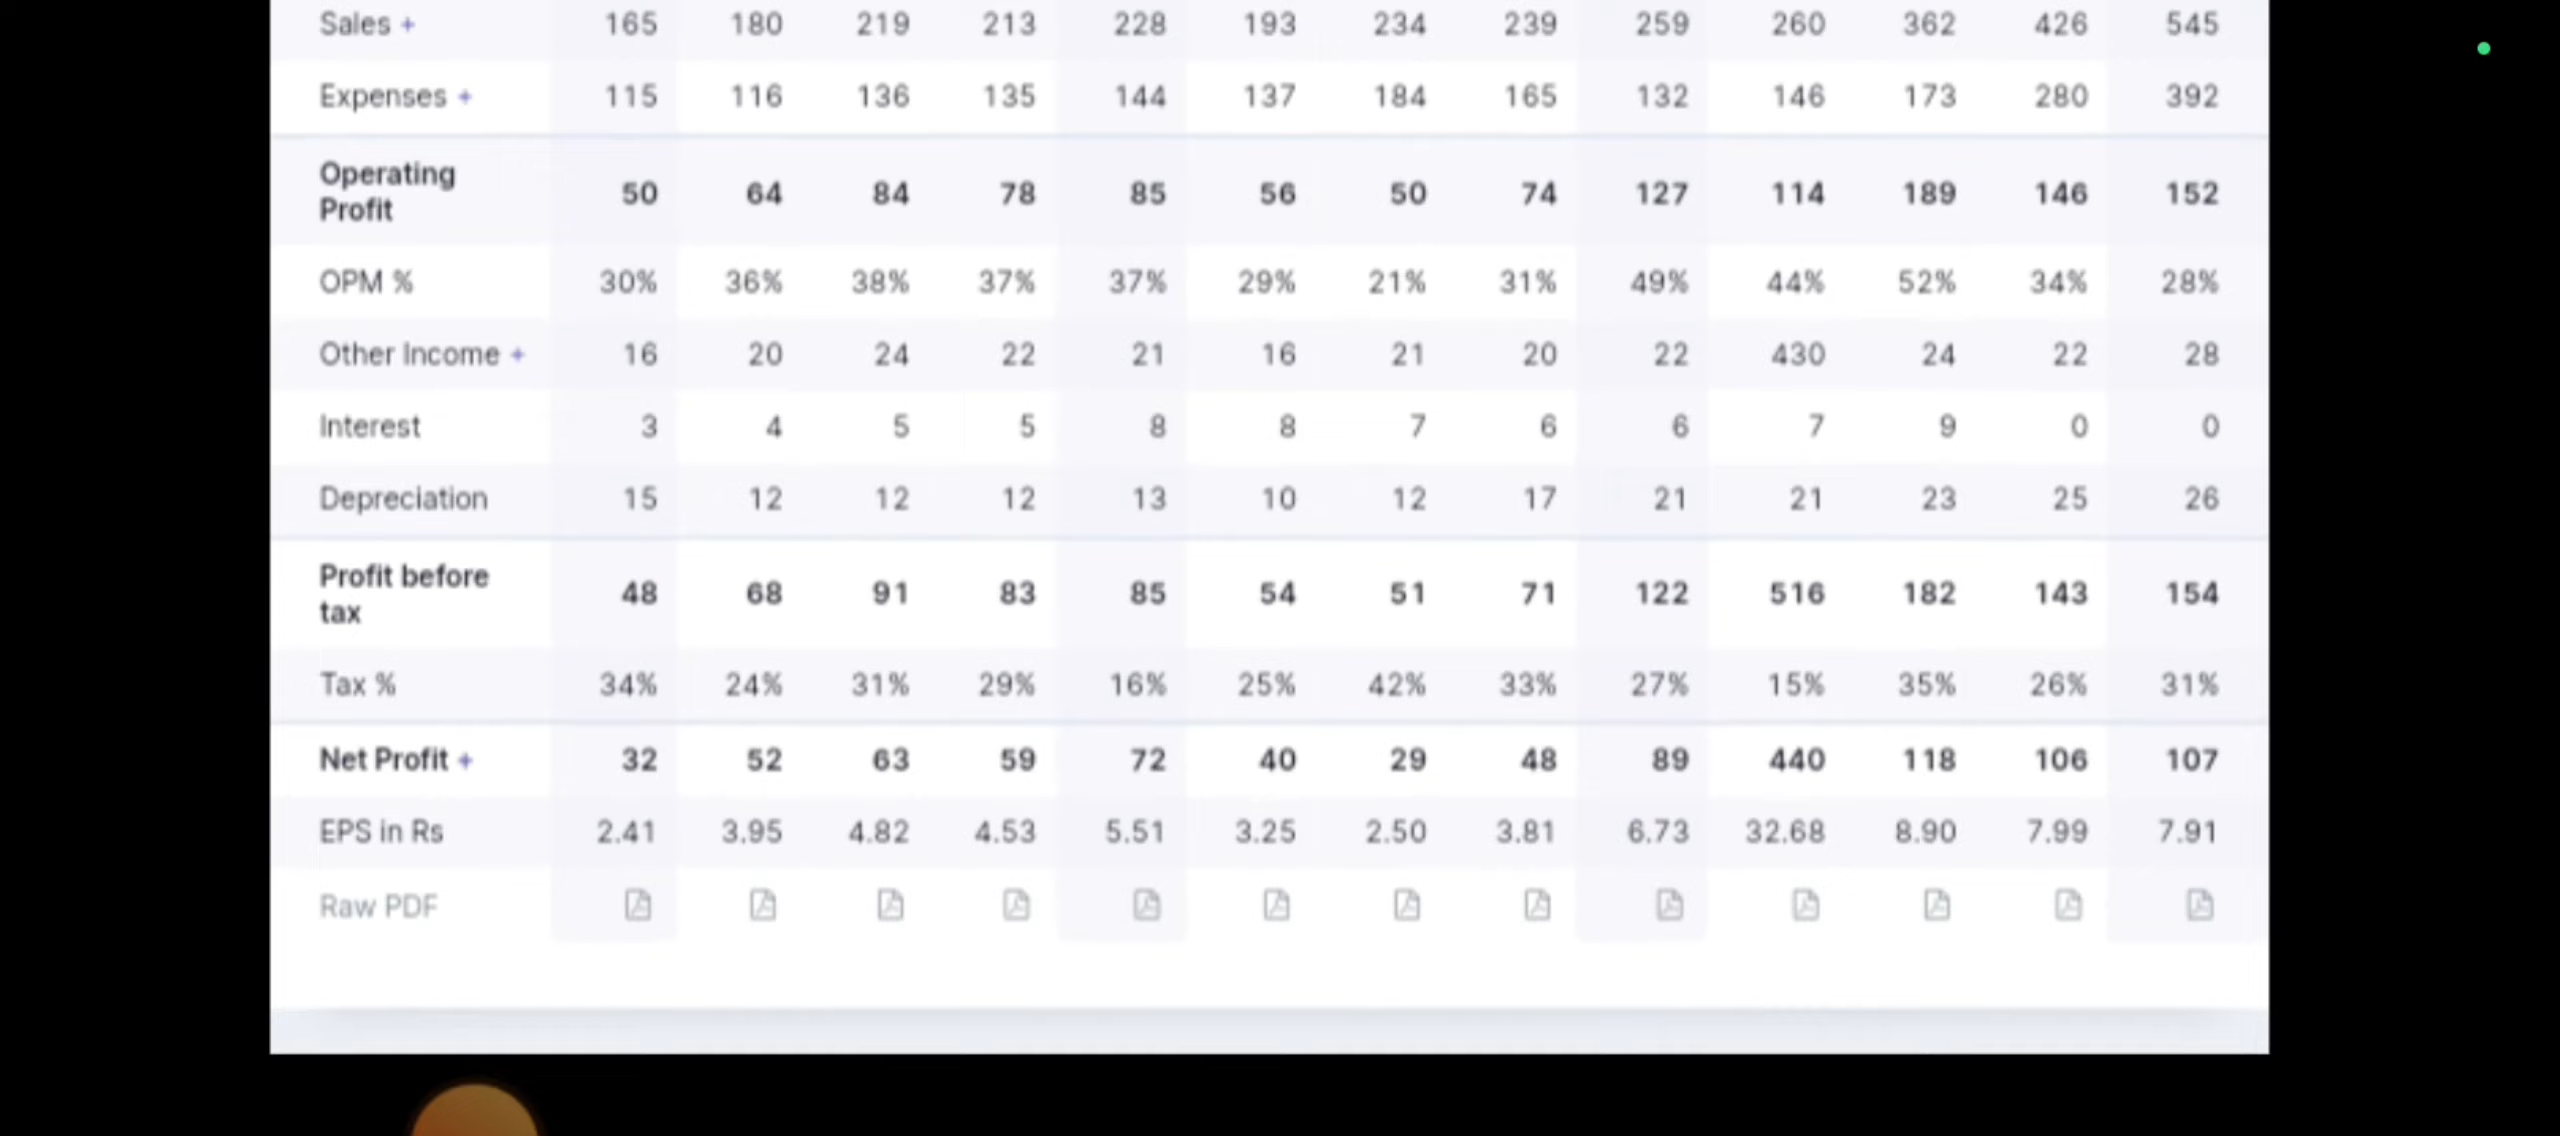 Sales + 165 180 219 213 228 193 234 239 259 260 362 426 545
Expenses + 115 116 136 135 144 137 184 165 132 146 173 280 392
Operating Profit 50 64 84 78 85 56 50 74 127 114 189 146 152
OPM % 30% 36% 38% 37% 37% 29% 21% 31% 49% 44% 52% 34% 28%
Other Income + 16 20 24 22 21 16 21 20 22 430 24 22 28
Interest 3 4 5 5 8 8 7 6 6 7 9 0 0
Depreciation 15 12 12 12 13 10 12 17 21 21 23 25 26
Profit before tax 48 68 91 83 85 54 51 71 122 516 182 143 154
Tax % 34% 24% 31% 29% 16% 25% 42% 33% 27% 15% 35% 26% 31%
Net Profit + 32 52 63 59 72 40 29 48 89 440 118 106 107
EPS in Rs 2.41 3.95 4.82 4.53 5.51 3.25 2.50 3.81 6.73 32.68 8.90 7.99 7.91
Raw PDF